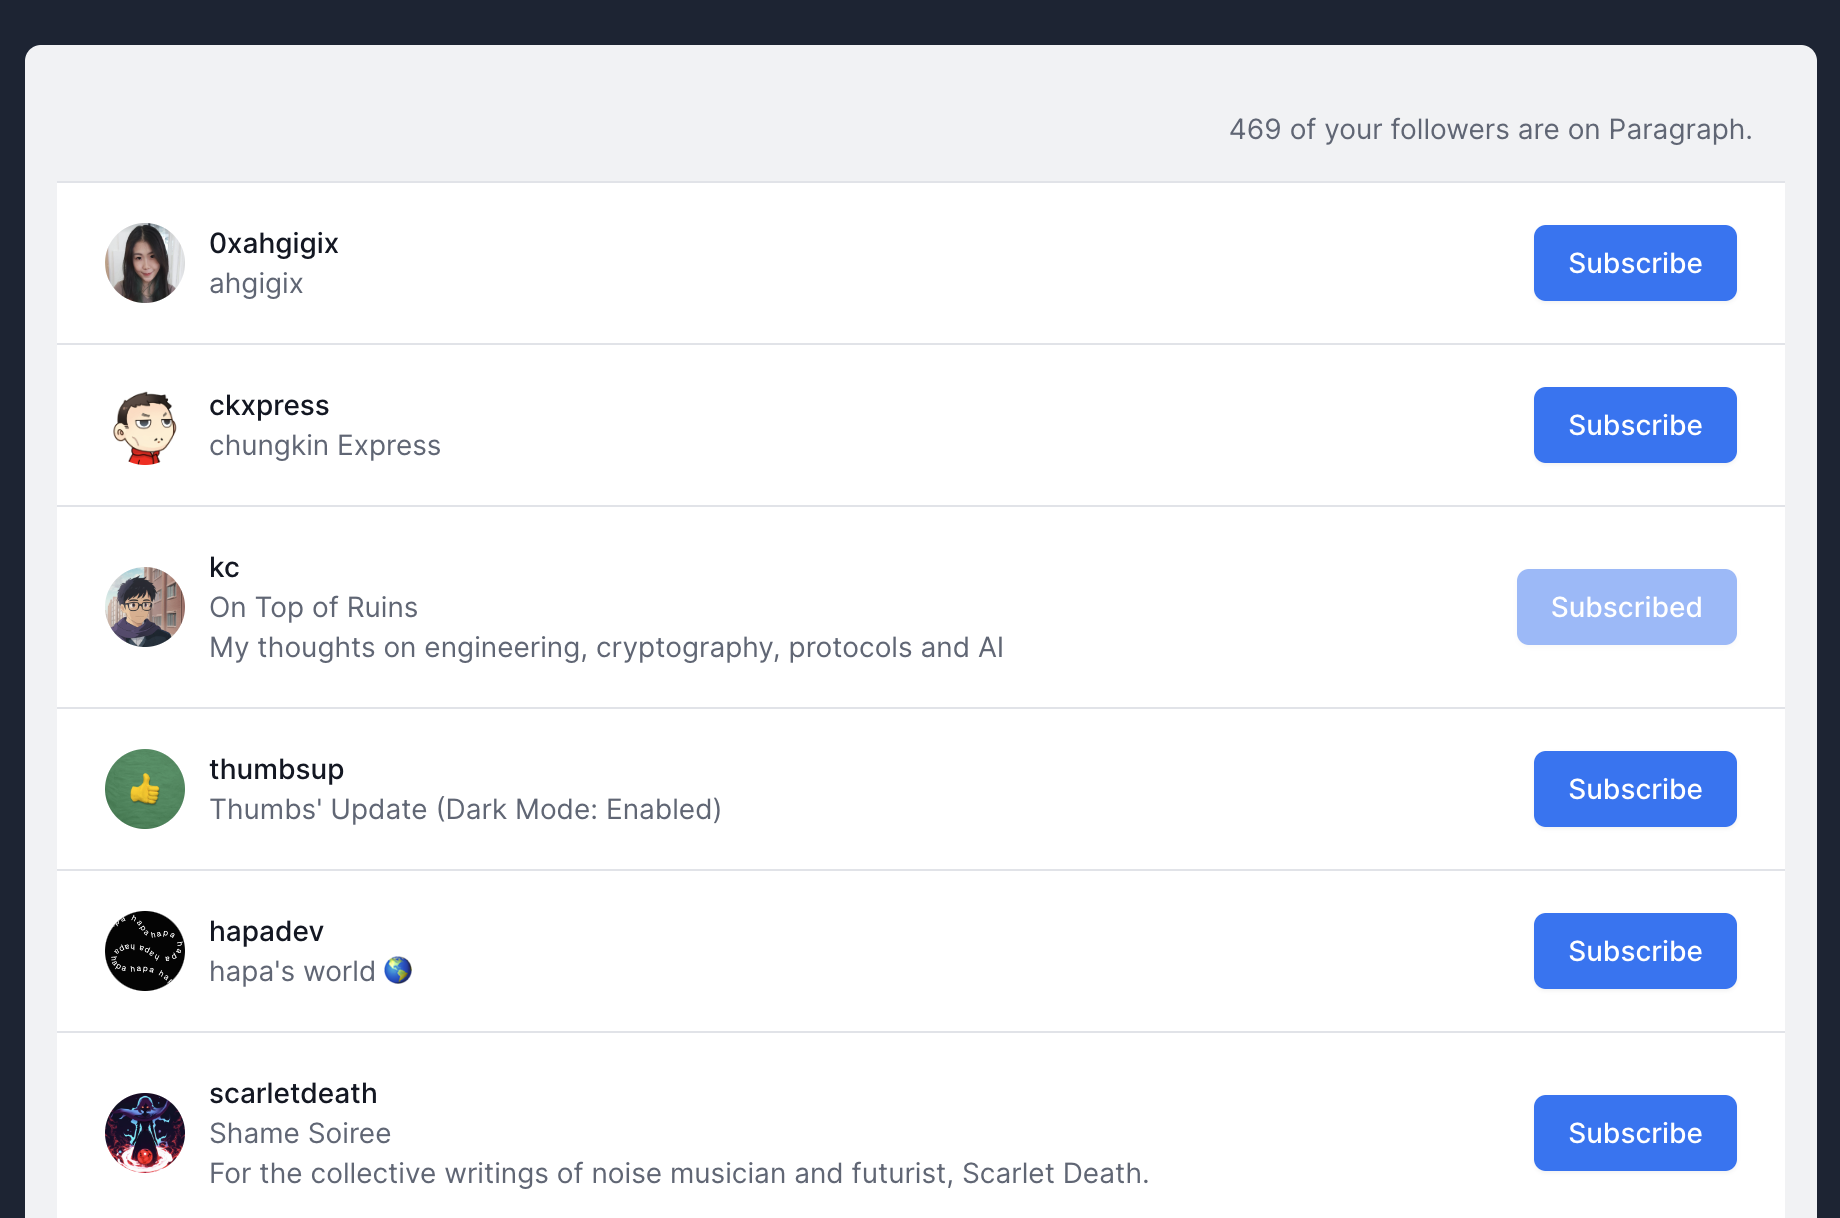 469 of your followers are on Paragraph.
0xahgigix
ahgigix
Subscribe
ckxpress
chungkin Express
Subscribe
kc
On Top of Ruins
My thoughts on engineering, cryptography, protocols and AI
Subscribed
thumbsup
Thumbs' Update (Dark Mode: Enabled)
Subscribe
hapadev
hapa's world 🌎
Subscribe
scarletdeath
Shame Soiree
For the collective writings of noise musician and futurist, Scarlet Death.
Subscribe